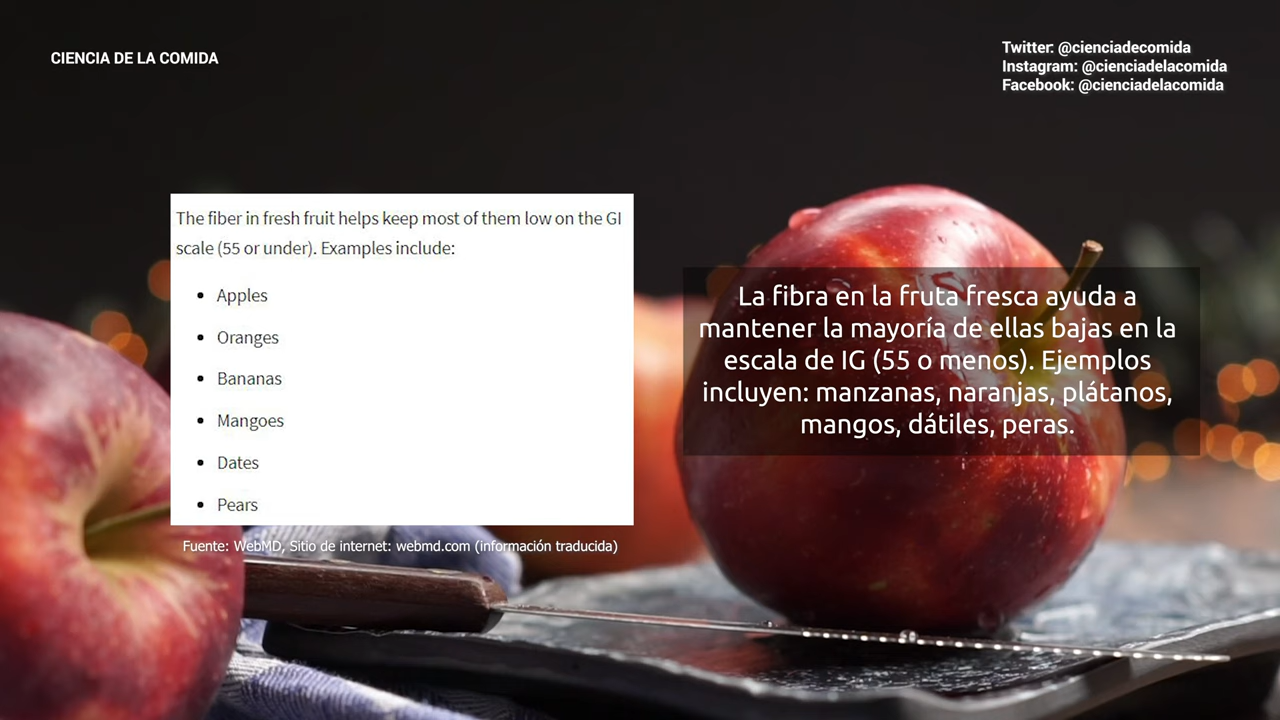 CIENCIA DE LA COMIDA
Twitter: @cienciadecomida
Instagram: @cienciadelacomida
Facebook: @cienciadelacomida
The fiber in fresh fruit helps keep most of them low on the GI
scale (55 or under). Examples include:
• Apples
• Oranges
• Bananas
• Mangoes
• Dates
• Pears
Fuente: WebMD, Sitio de internet: webmd.com (información traducida)
La fibra en la fruta fresca ayuda a
mantener la mayoría de ellas bajas en la
escala de IG (55 o menos). Ejemplos
incluyen: manzanas, naranjas, plátanos,
mangos, dátiles, peras.